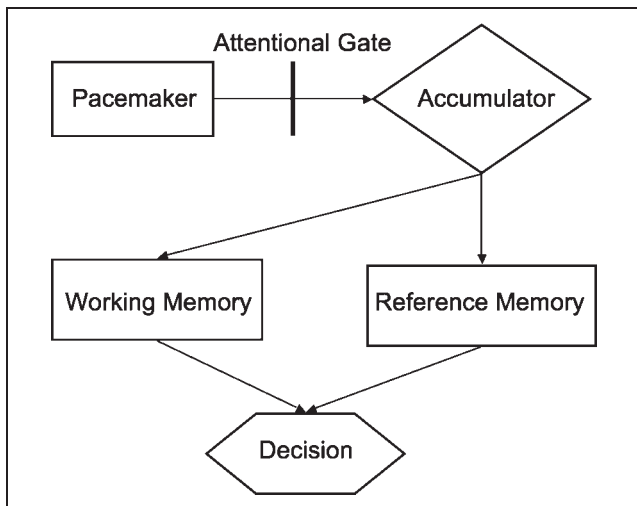 Attentional Gate
Pacemaker
Accumulator
Working Memory
Reference Memory
Decision